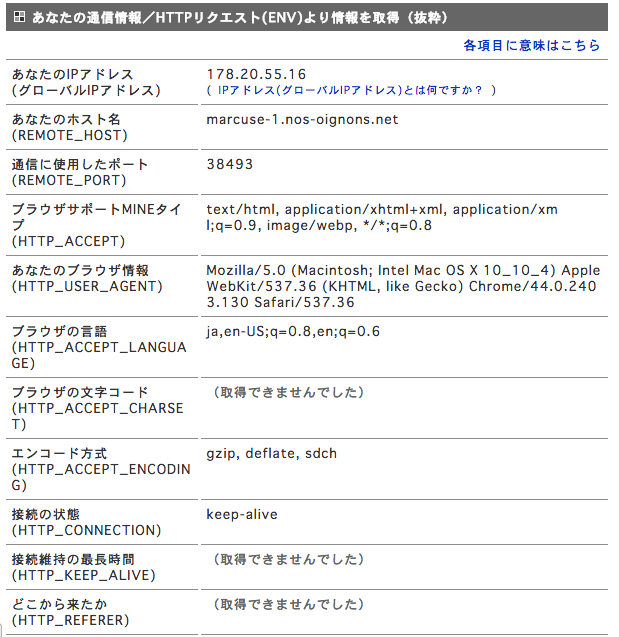 あなたの通信情報／HTTPリクエスト(ENV)より情報を取得（抜粋）
各項目に意味はこちら
あなたのIPアドレス
(グローバルIPアドレス)
178.20.55.16
( IPアドレス(グローバルIPアドレス)とは何ですか？ )
あなたのホスト名
(REMOTE_HOST)
marcuse-1.nos-oignons.net
通信に使用したポート
(REMOTE_PORT)
38493
ブラウザサポートMINEタイ
プ
(HTTP_ACCEPT)
text/html, application/xhtml+xml, application/xm
l;q=0.9, image/webp, */*;q=0.8
あなたのブラウザ情報
(HTTP_USER_AGENT)
Mozilla/5.0 (Macintosh; Intel Mac OS X 10_10_4) Apple
WebKit/537.36 (KHTML, like Gecko) Chrome/44.0.240
3.130 Safari/537.36
ブラウザの言語
(HTTP_ACCEPT_LANGUA
GE)
ja,en-US;q=0.8,en;q=0.6
ブラウザの文字コード
(HTTP_ACCEPT_CHARSE
T)
（取得できませんでした）
エンコード方式
(HTTP_ACCEPT_ENCODIN
G)
gzip, deflate, sdch
接続の状態
(HTTP_CONNECTION)
keep-alive
接続維持の最長時間
(HTTP_KEEP_ALIVE)
（取得できませんでした）
どこから来たか
(HTTP_REFERER)
（取得できませんでした）